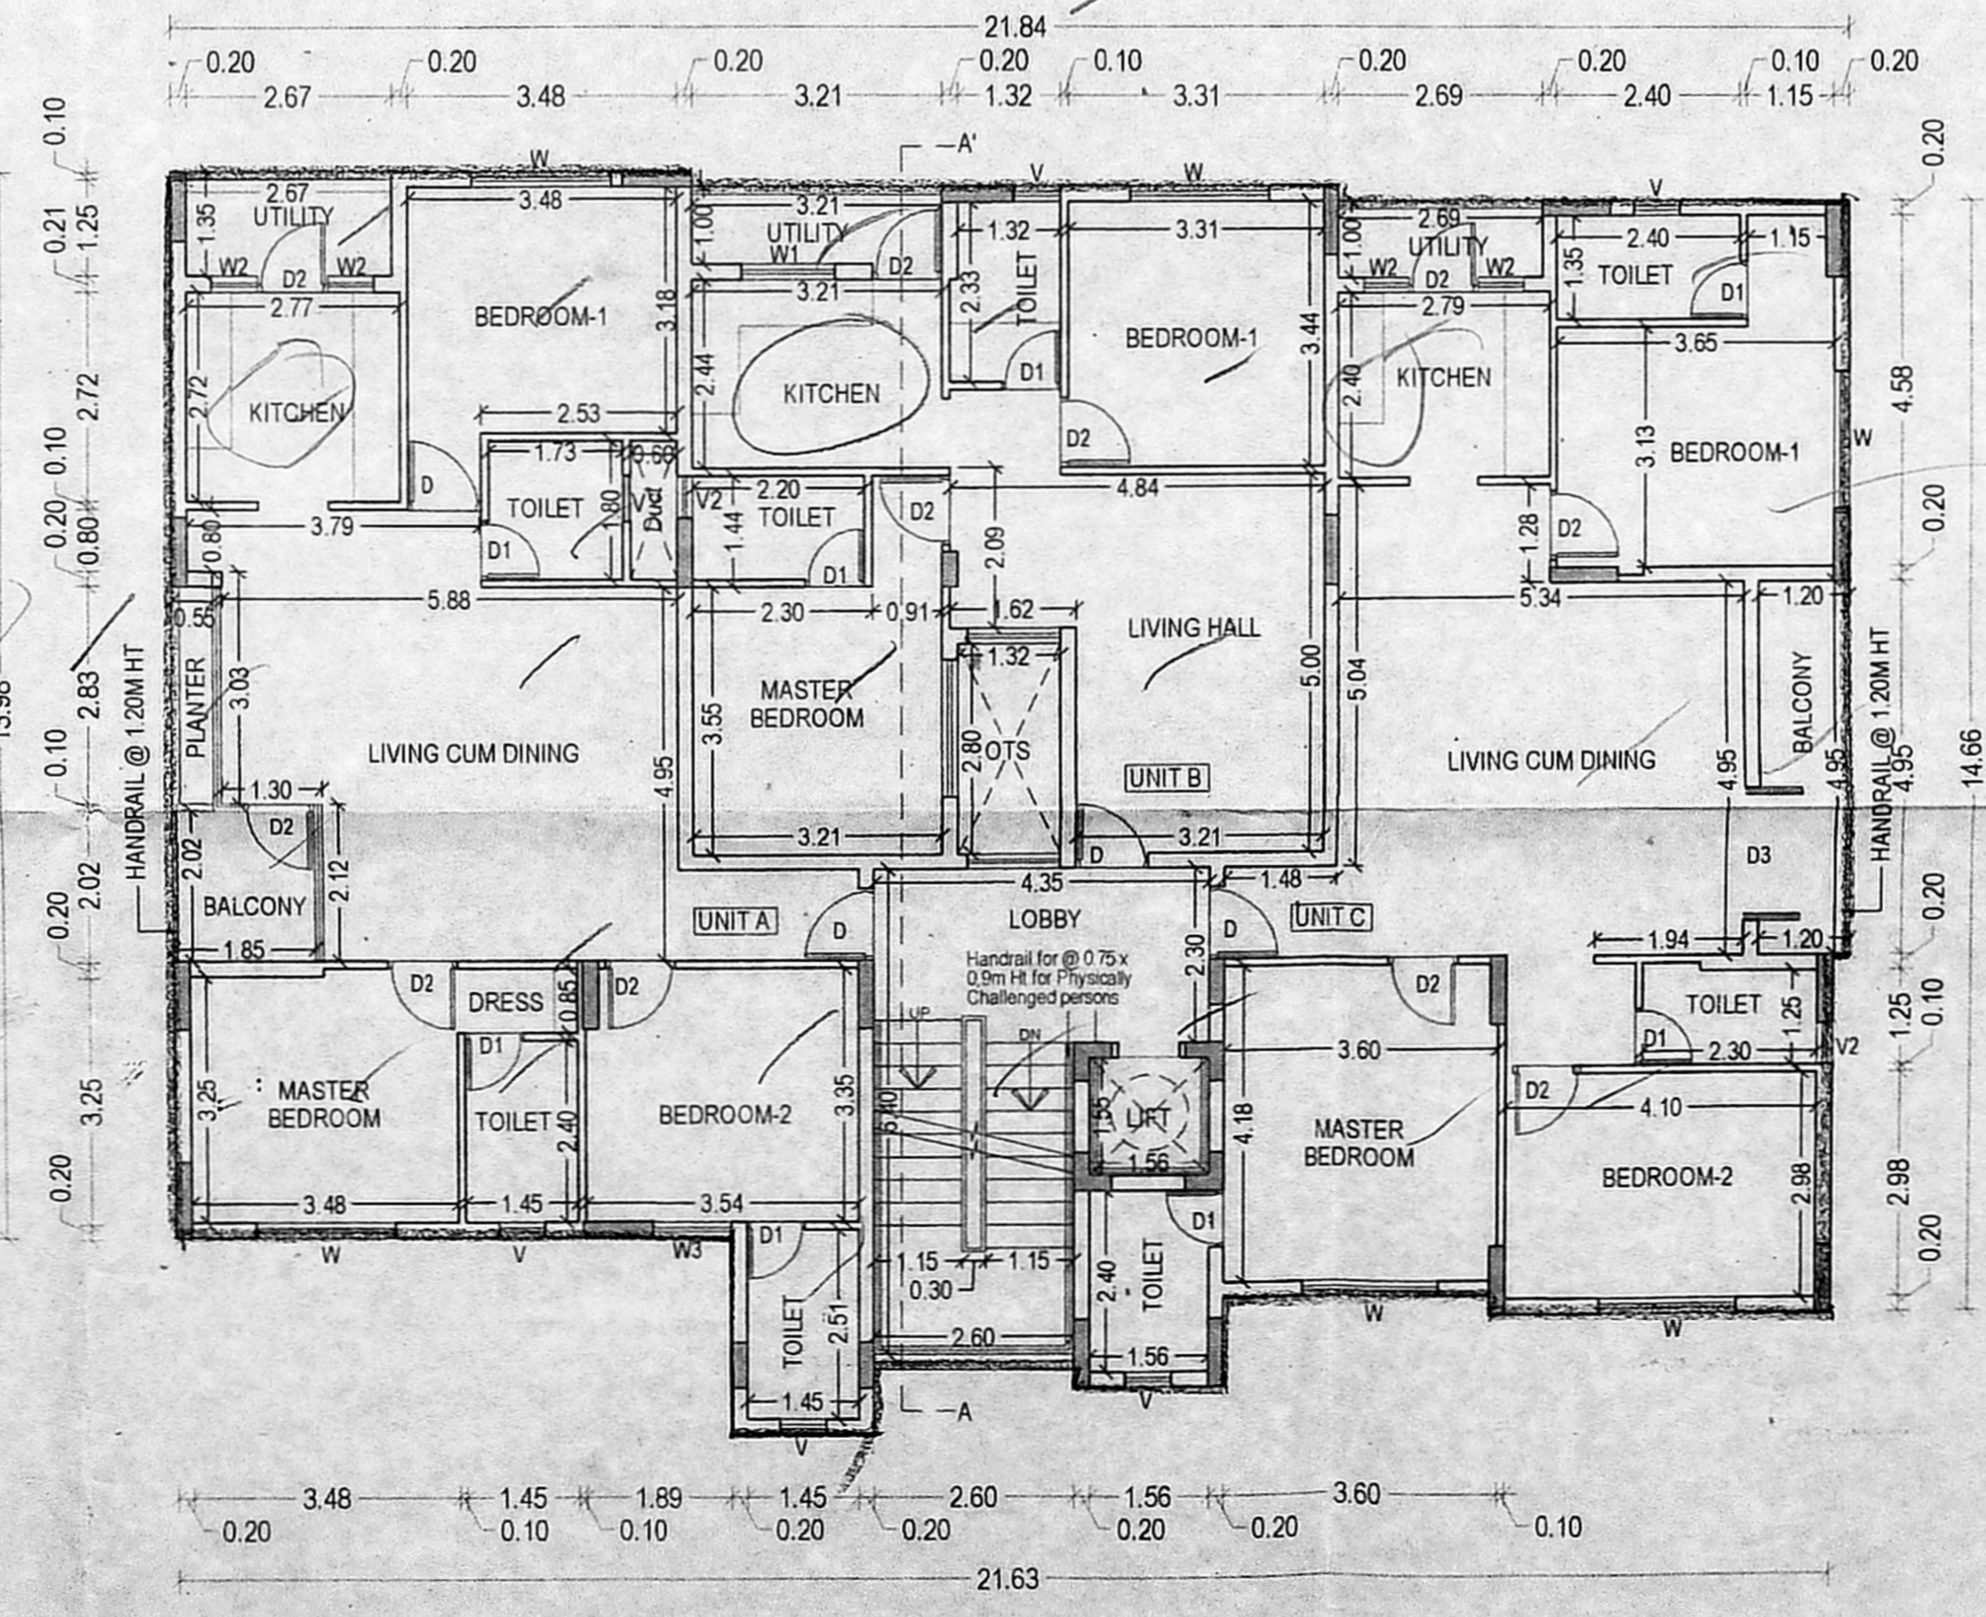 21.84
0.20 0.20 0.20 0.20 0.10 0.20 0.20 0.10 0.20
2.67 3.48 3.21 1.32 3.31 2.69 2.40 1.15
0.10
0.21
1.25
2.72
0.10
0.20
0.20
0.80
2.83
0.10
2.02
0.20
3.25
0.20
HANDRAIL @ 1.20M HT
A'
W
V
W
V
2.67
UTILITY
1.35
W2 D2 W2
2.77
2.72
KITCHEN
3.48
BEDROOM-1
3.18
2.53
D
1.73 0.60
TOILET
1.80
V
Duct
D1
3.79
0.80
0.55
5.88
PLANTER
3.03
LIVING CUM DINING
4.95
1.30
D2
2.02
2.12
BALCONY
1.85
UNIT A
D
3.21
UTILITY
1.00
W1
D2
3.21
2.44
KITCHEN
V2
2.20
TOILET
1.44
D1
D2
2.30 0.91
3.55
MASTER
BEDROOM
3.21
1.32
2.33
TOILET
D1
3.31
BEDROOM-1
3.44
D2
4.84
2.09
1.62
1.32
2.80
OTS
LIVING HALL
5.00
UNIT B
3.21
D
2.69
UTILITY
1.00
W2 D2 W2
2.79
2.40
KITCHEN
2.40
1.15
1.35
TOILET
D1
3.65
3.13
BEDROOM-1
W
D2
1.28
5.04
5.34
1.20
BALCONY
LIVING CUM DINING
4.95
4.95
D3
1.48
UNIT C
D
1.94
1.20
4.35
LOBBY
2.30
Handrail for @ 0.75 x
0.9m Ht for Physically
Challenged persons
UP
DN
D2
DRESS
0.85
D2
D1
3.25
MASTER
BEDROOM
TOILET
2.40
BEDROOM-2
3.35
3.48
1.45
3.54
W
V
W3
D1
TOILET
2.51
1.45
V
1.15 1.15
0.30
2.60
A
1.55
LIFT
1.56
D1
2.40
TOILET
1.56
V
D2
3.60
4.18
MASTER
BEDROOM
W
TOILET
1.25
D1
2.30
V2
D2
4.10
BEDROOM-2
2.98
W
0.20
4.58
0.20
HANDRAIL @ 1.20M HT
4.95
14.66
0.20
1.25
0.10
2.98
0.20
3.48 1.45 1.89 1.45 2.60 1.56 3.60
0.20 0.10 0.10 0.20 0.20 0.20 0.20 0.10
21.63